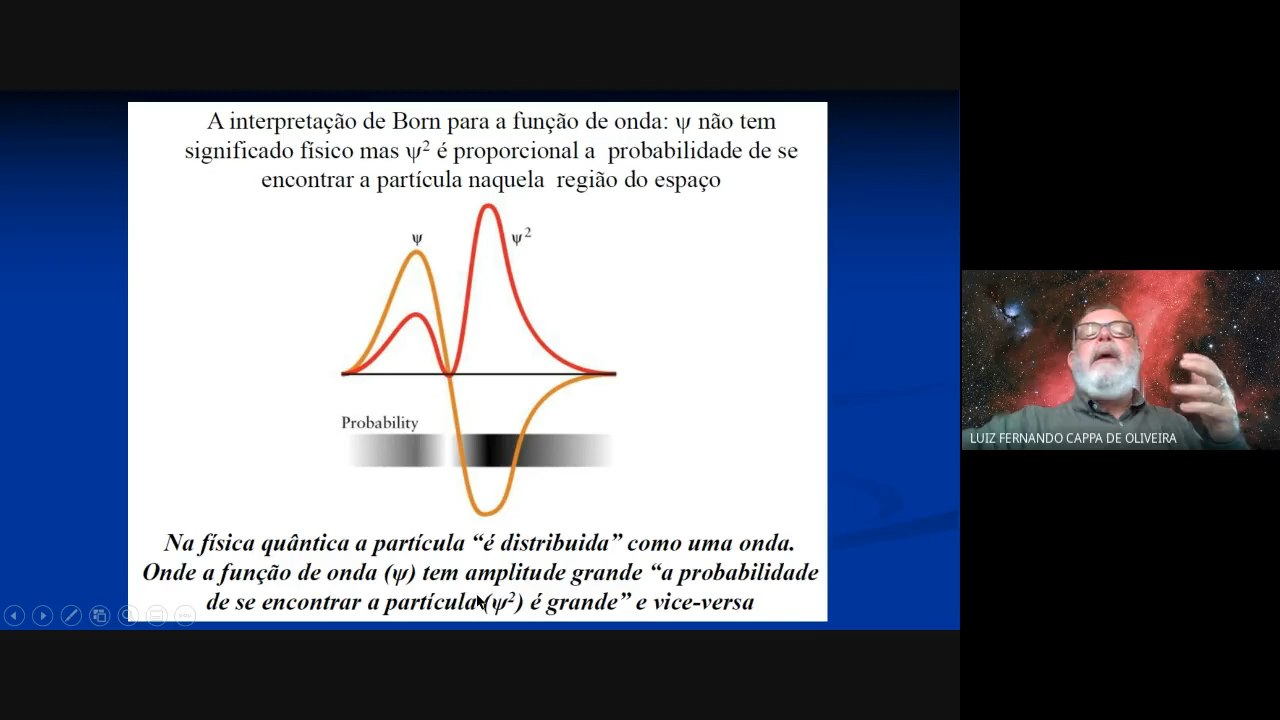 A interpretação de Born para a função de onda: ψ não tem
significado físico mas ψ² é proporcional a probabilidade de se
encontrar a partícula naquela região do espaço
ψ
ψ²
Probability
Na física quântica a partícula “é distribuida” como uma onda.
Onde a função de onda (ψ) tem amplitude grande “a probabilidade
de se encontrar a partícula (ψ²) é grande” e vice-versa
LUIZ FERNANDO CAPPA DE OLIVEIRA